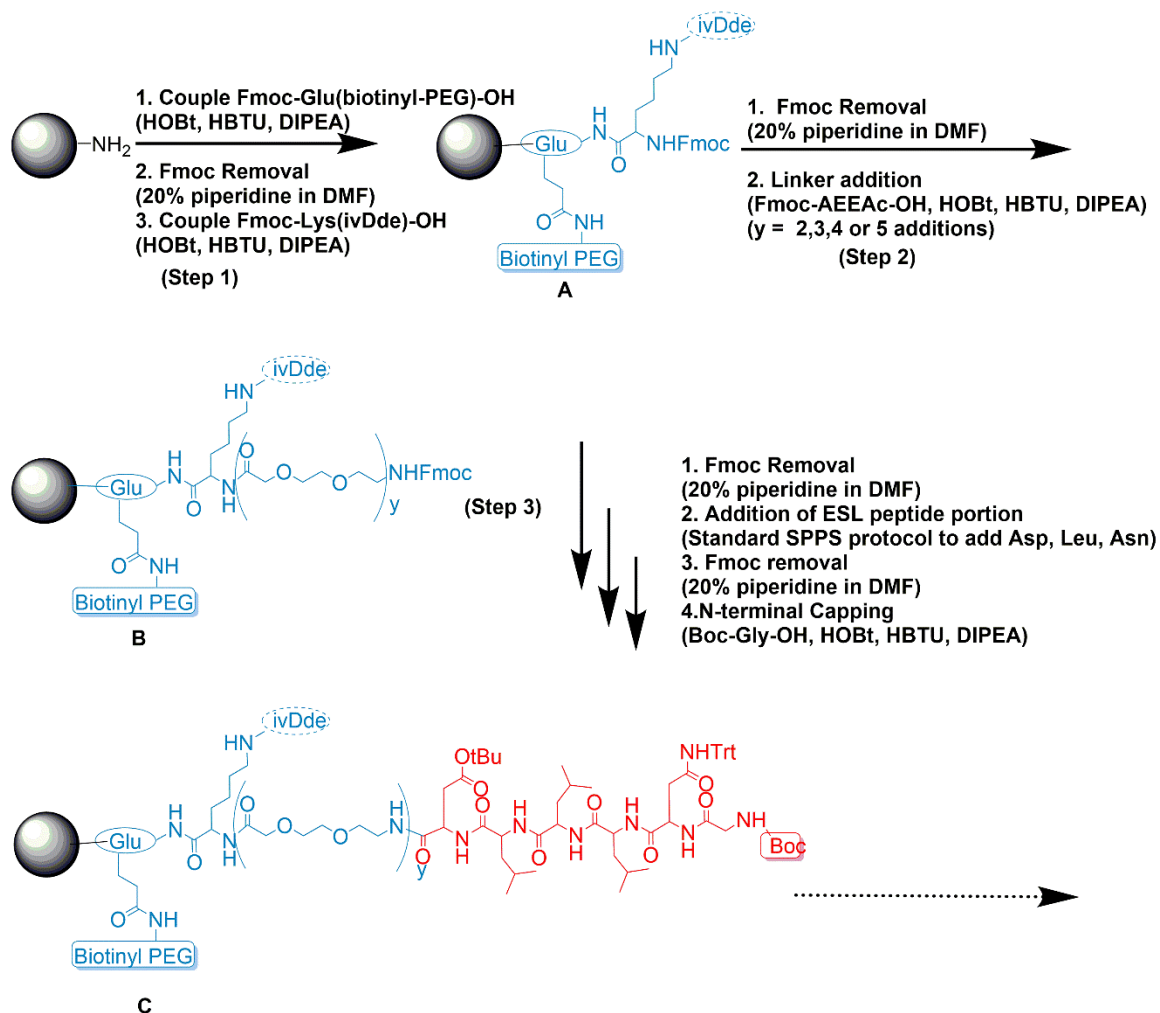 1. Couple Fmoc-Glu(biotinyl-PEG)-OH
(HOBt, HBTU, DIPEA)
NH2
2. Fmoc Removal
(20% piperidine in DMF)
3. Couple Fmoc-Lys(ivDde)-OH
(HOBt, HBTU, DIPEA)
(Step 1)
ivDde
HN
HN
Glu
O
NHFmoc
O
NH
Biotinyl PEG
A
1. Fmoc Removal
(20% piperidine in DMF)
2. Linker addition
(Fmoc-AEEAc-OH, HOBt, HBTU, DIPEA)
(y = 2,3,4 or 5 additions)
(Step 2)
ivDde
HN
HN
O
Glu
O
N
H
O
O
NHFmoc
y
O
NH
Biotinyl PEG
B
(Step 3)
1. Fmoc Removal
(20% piperidine in DMF)
2. Addition of ESL peptide portion
(Standard SPPS protocol to add Asp, Leu, Asn)
3. Fmoc removal
(20% piperidine in DMF)
4.N-terminal Capping
(Boc-Gly-OH, HOBt, HBTU, DIPEA)
ivDde
HN
HN
O
Glu
O
N
H
O
O
H
N
y
O
NH
Biotinyl PEG
OtBu
O
O
N
H
O
H
N
O
N
H
O
H
N
O
NHTrt
O
N
H
O
NH
Boc
C